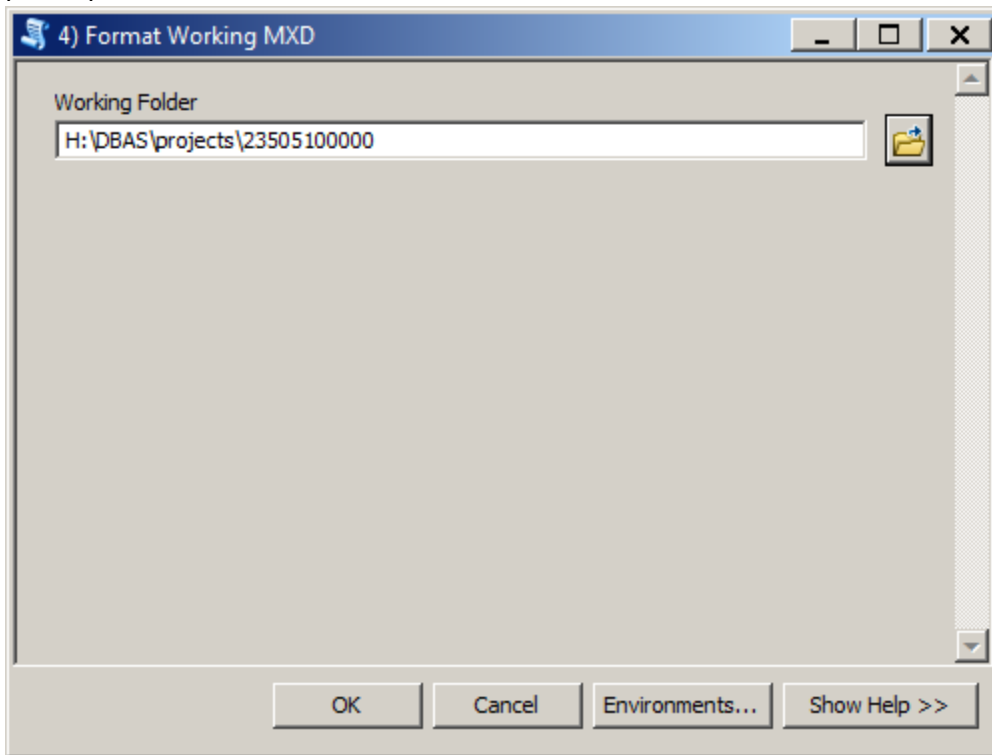 4) Format Working MXD
Working Folder
H:\DBAS\projects\23505100000
OK Cancel Environments... Show Help >>